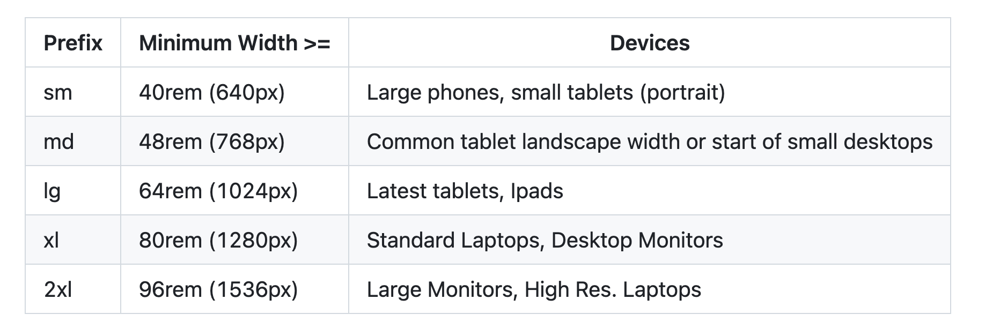 Prefix Minimum Width >= Devices
sm 40rem (640px) Large phones, small tablets (portrait)
md 48rem (768px) Common tablet landscape width or start of small desktops
lg 64rem (1024px) Latest tablets, Ipads
xl 80rem (1280px) Standard Laptops, Desktop Monitors
2xl 96rem (1536px) Large Monitors, High Res. Laptops